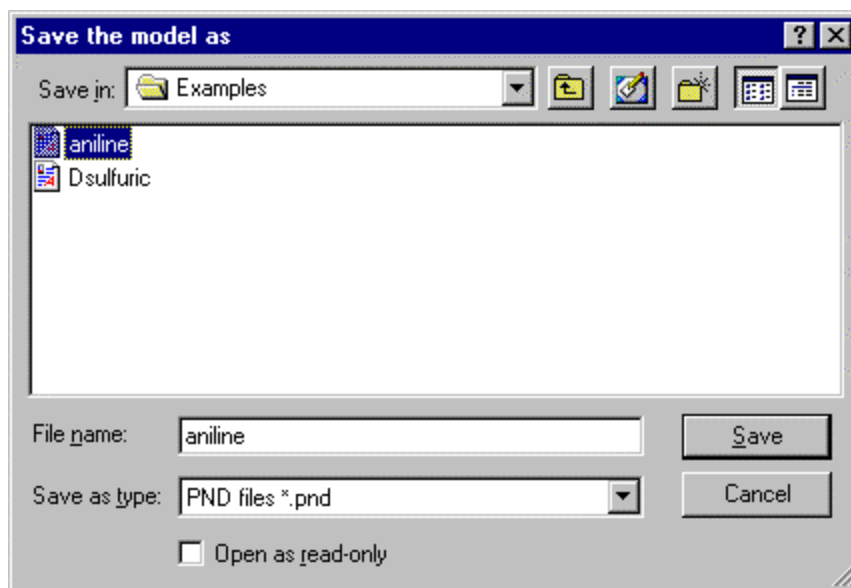 Save the model as
Save in: Examples
aniline
Dsulfuric
File name: aniline Save
Save as type: PND files *.pnd Cancel
Open as read-only